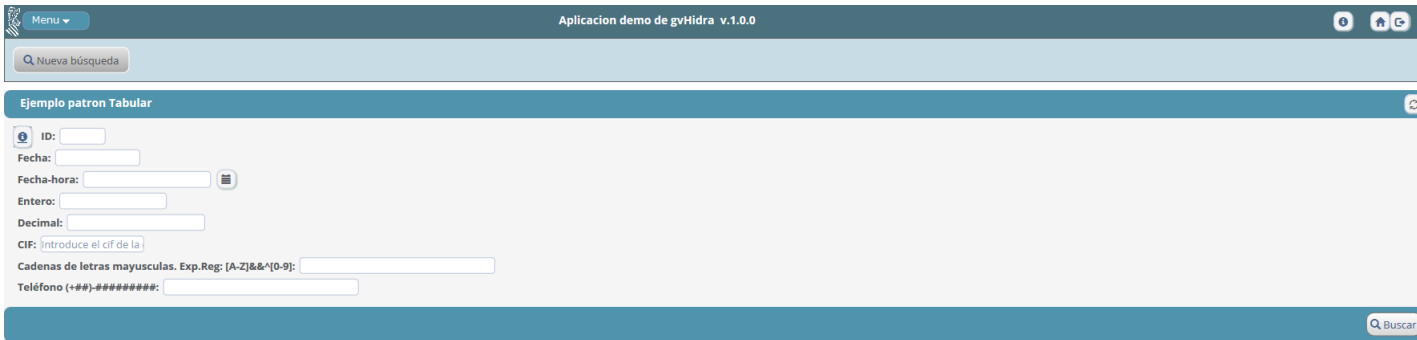 Menu
Aplicacion demo de gvHidra v.1.0.0
Nueva búsqueda
Ejemplo patron Tabular
ID:
Fecha:
Fecha-hora:
Entero:
Decimal:
CIF: Introduce el cif de la
Cadenas de letras mayusculas. Exp.Reg: [A-Z]&&^[0-9]:
Teléfono (+##)-#########:
Buscar